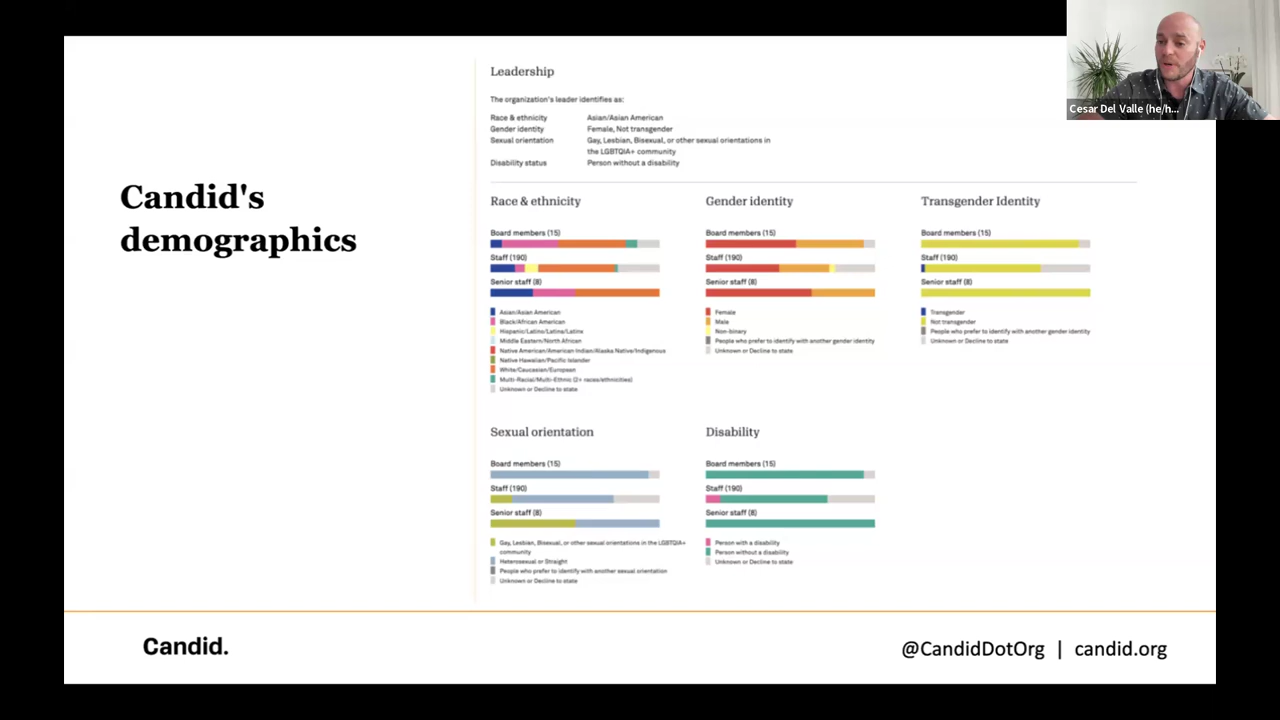 Cesar Del Valle (he/h...
Candid's
demographics
Leadership
The organization's leader identifies as:
Race & ethnicity Asian/Asian American
Gender identity Female, Not transgender
Sexual orientation Gay, Lesbian, Bisexual, or other sexual orientations in
the LGBTQIA+ community
Disability status Person without a disability
Race & ethnicity
Board members (15)
Staff (190)
Senior staff (8)
Asian/Asian American
Black/African American
Hispanic/Latino/Latina/Latinx
Middle Eastern/North African
Native American/American Indian/Alaska Native/Indigenous
Native Hawaiian/Pacific Islander
White/Caucasian/European
Multi-Racial/Multi-Ethnic (2+ races/ethnicities)
Unknown or Decline to state
Gender identity
Board members (15)
Staff (190)
Senior staff (8)
Female
Male
Non-binary
People who prefer to identify with another gender identity
Unknown or Decline to state
Transgender Identity
Board members (15)
Staff (190)
Senior staff (8)
Transgender
Not transgender
People who prefer to identify with another gender identity
Unknown or Decline to state
Sexual orientation
Board members (15)
Staff (190)
Senior staff (8)
Gay, Lesbian, Bisexual, or other sexual orientations in the LGBTQIA+
community
Heterosexual or Straight
People who prefer to identify with another sexual orientation
Unknown or Decline to state
Disability
Board members (15)
Staff (190)
Senior staff (8)
Person with a disability
Person without a disability
Unknown or Decline to state
Candid.
@CandidDotOrg | candid.org